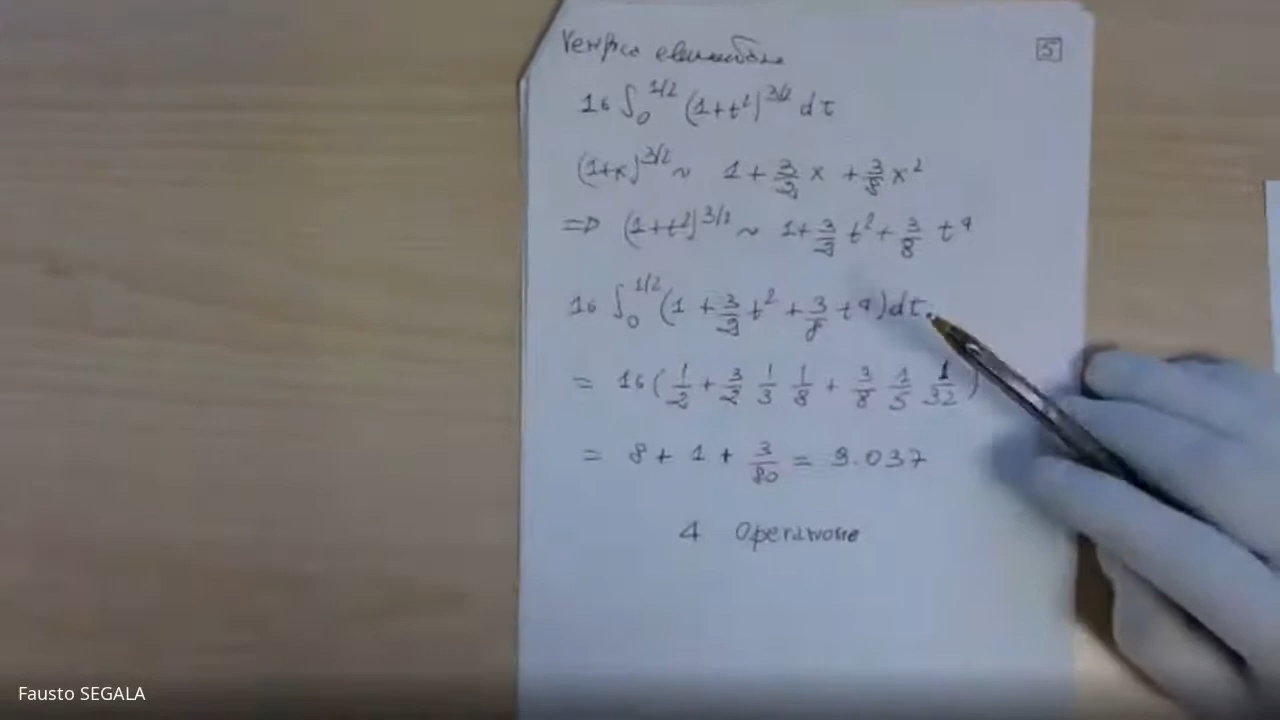 Verifica elementare
5
16 ∫₀^{1/2} (1+t²)^{3/2} dt
(1+x)^{3/2} ~ 1 + 3/2 x + 3/8 x²
⇒ (1+t²)^{3/2} ~ 1 + 3/2 t² + 3/8 t⁴
16 ∫₀^{1/2} (1 + 3/2 t² + 3/8 t⁴) dt.
= 16 (1/2 + 3/2 1/3 1/8 + 3/8 1/5 1/32)
= 8 + 1 + 3/80 = 9.037
4 Operazione
Fausto SEGALA